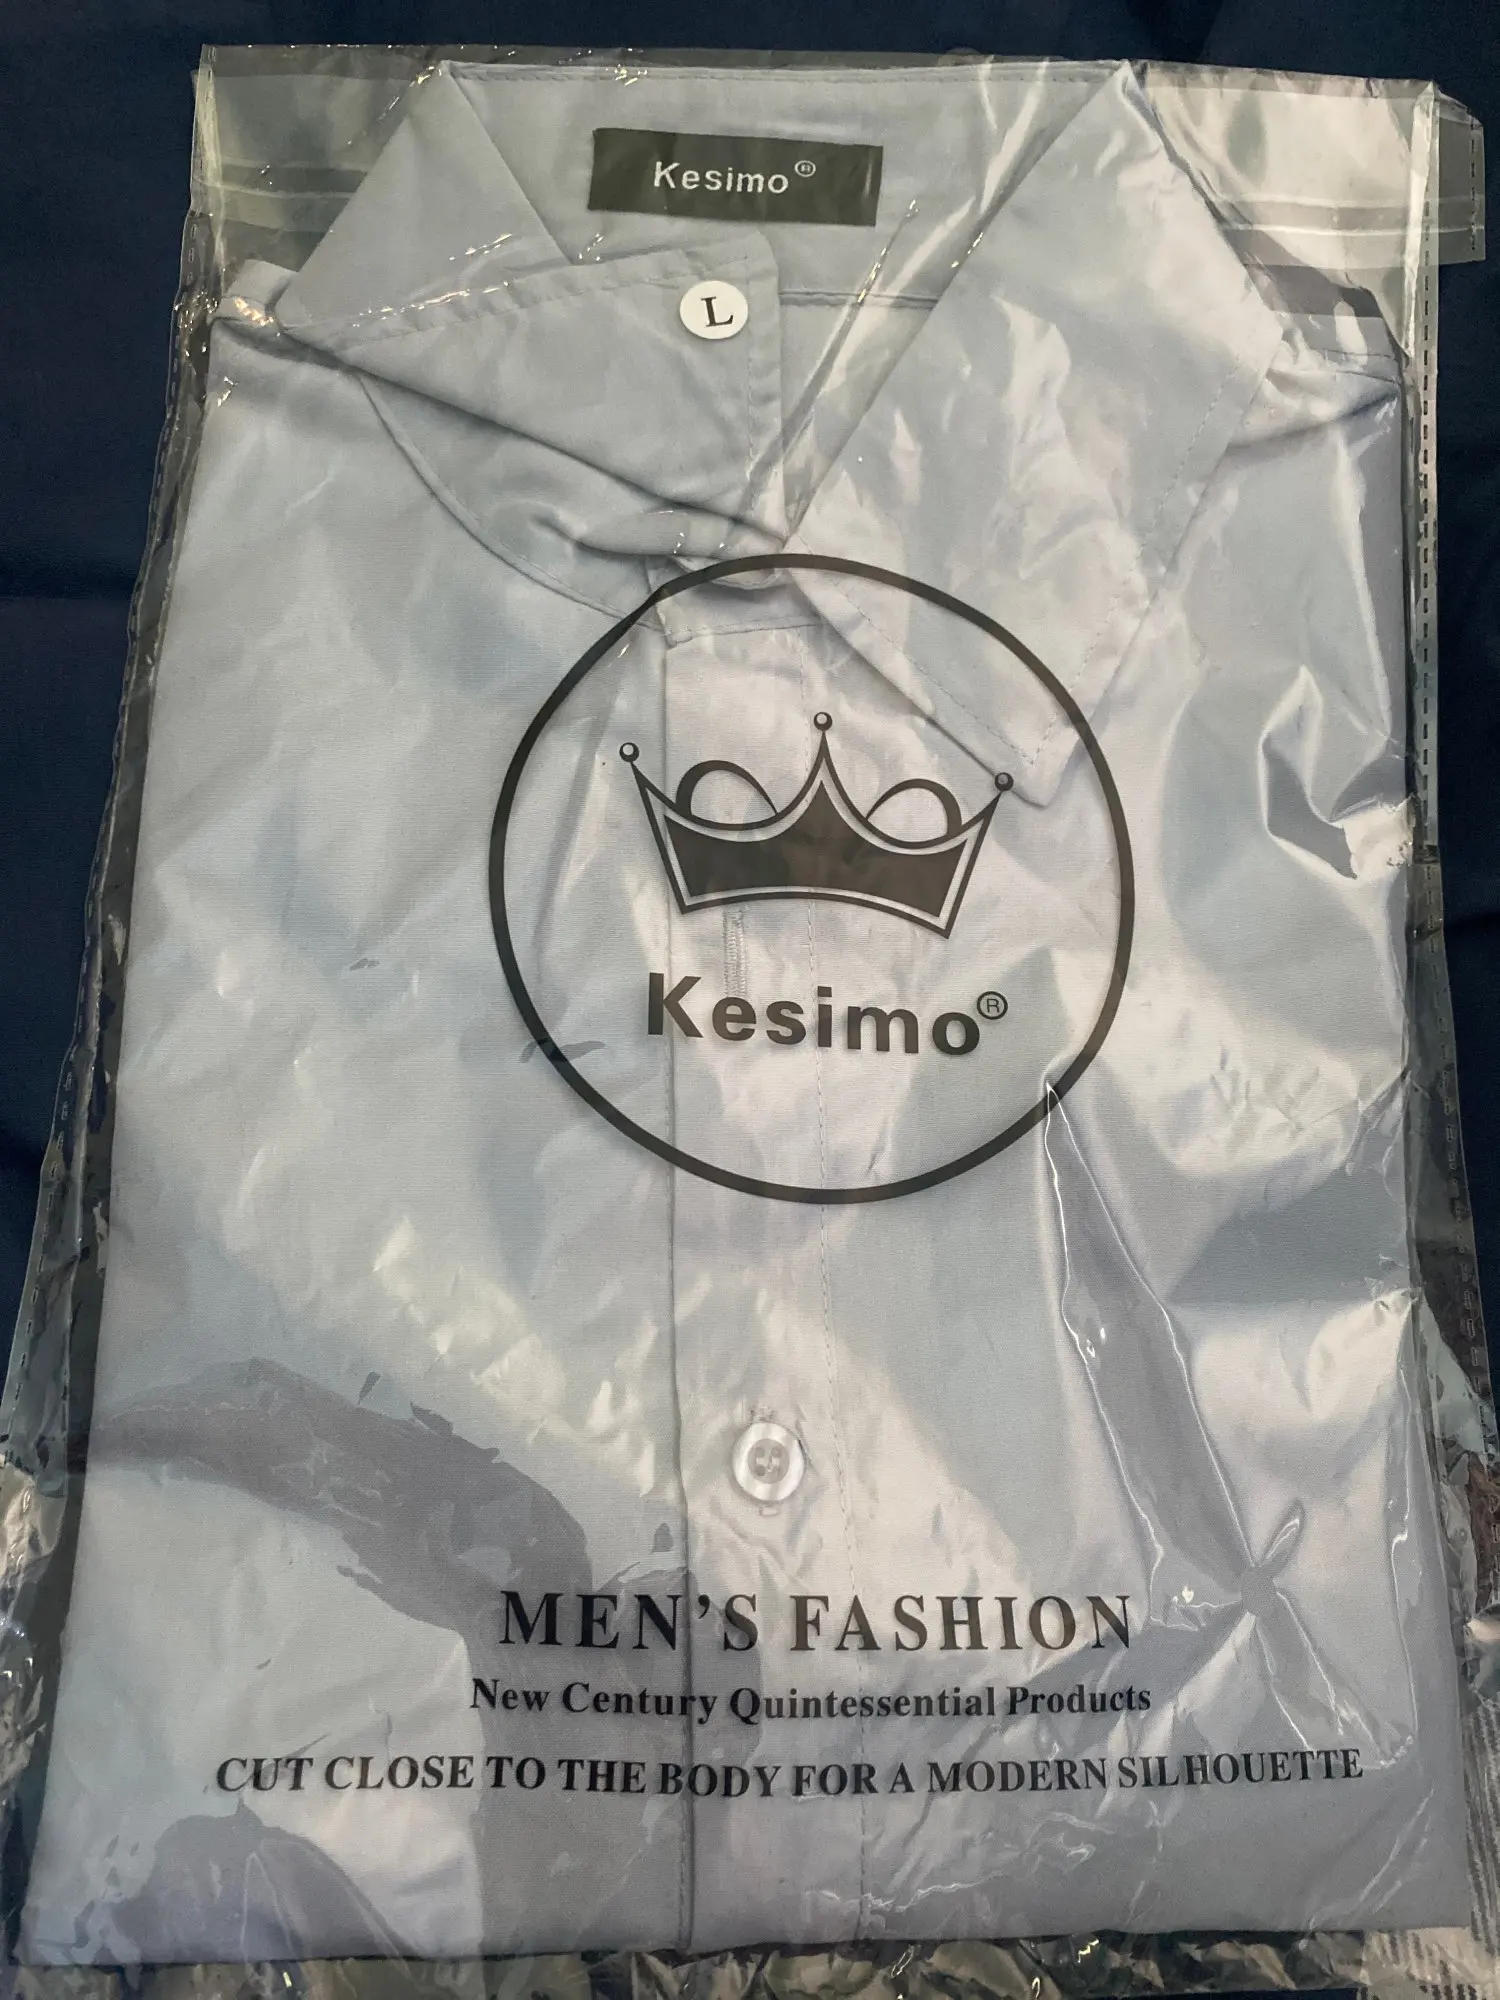 Kesimo®
L
Kesimo®
MEN'S FASHION
New Century Quintessential Products
CUT CLOSE TO THE BODY FOR A MODERN SILHOUETTE